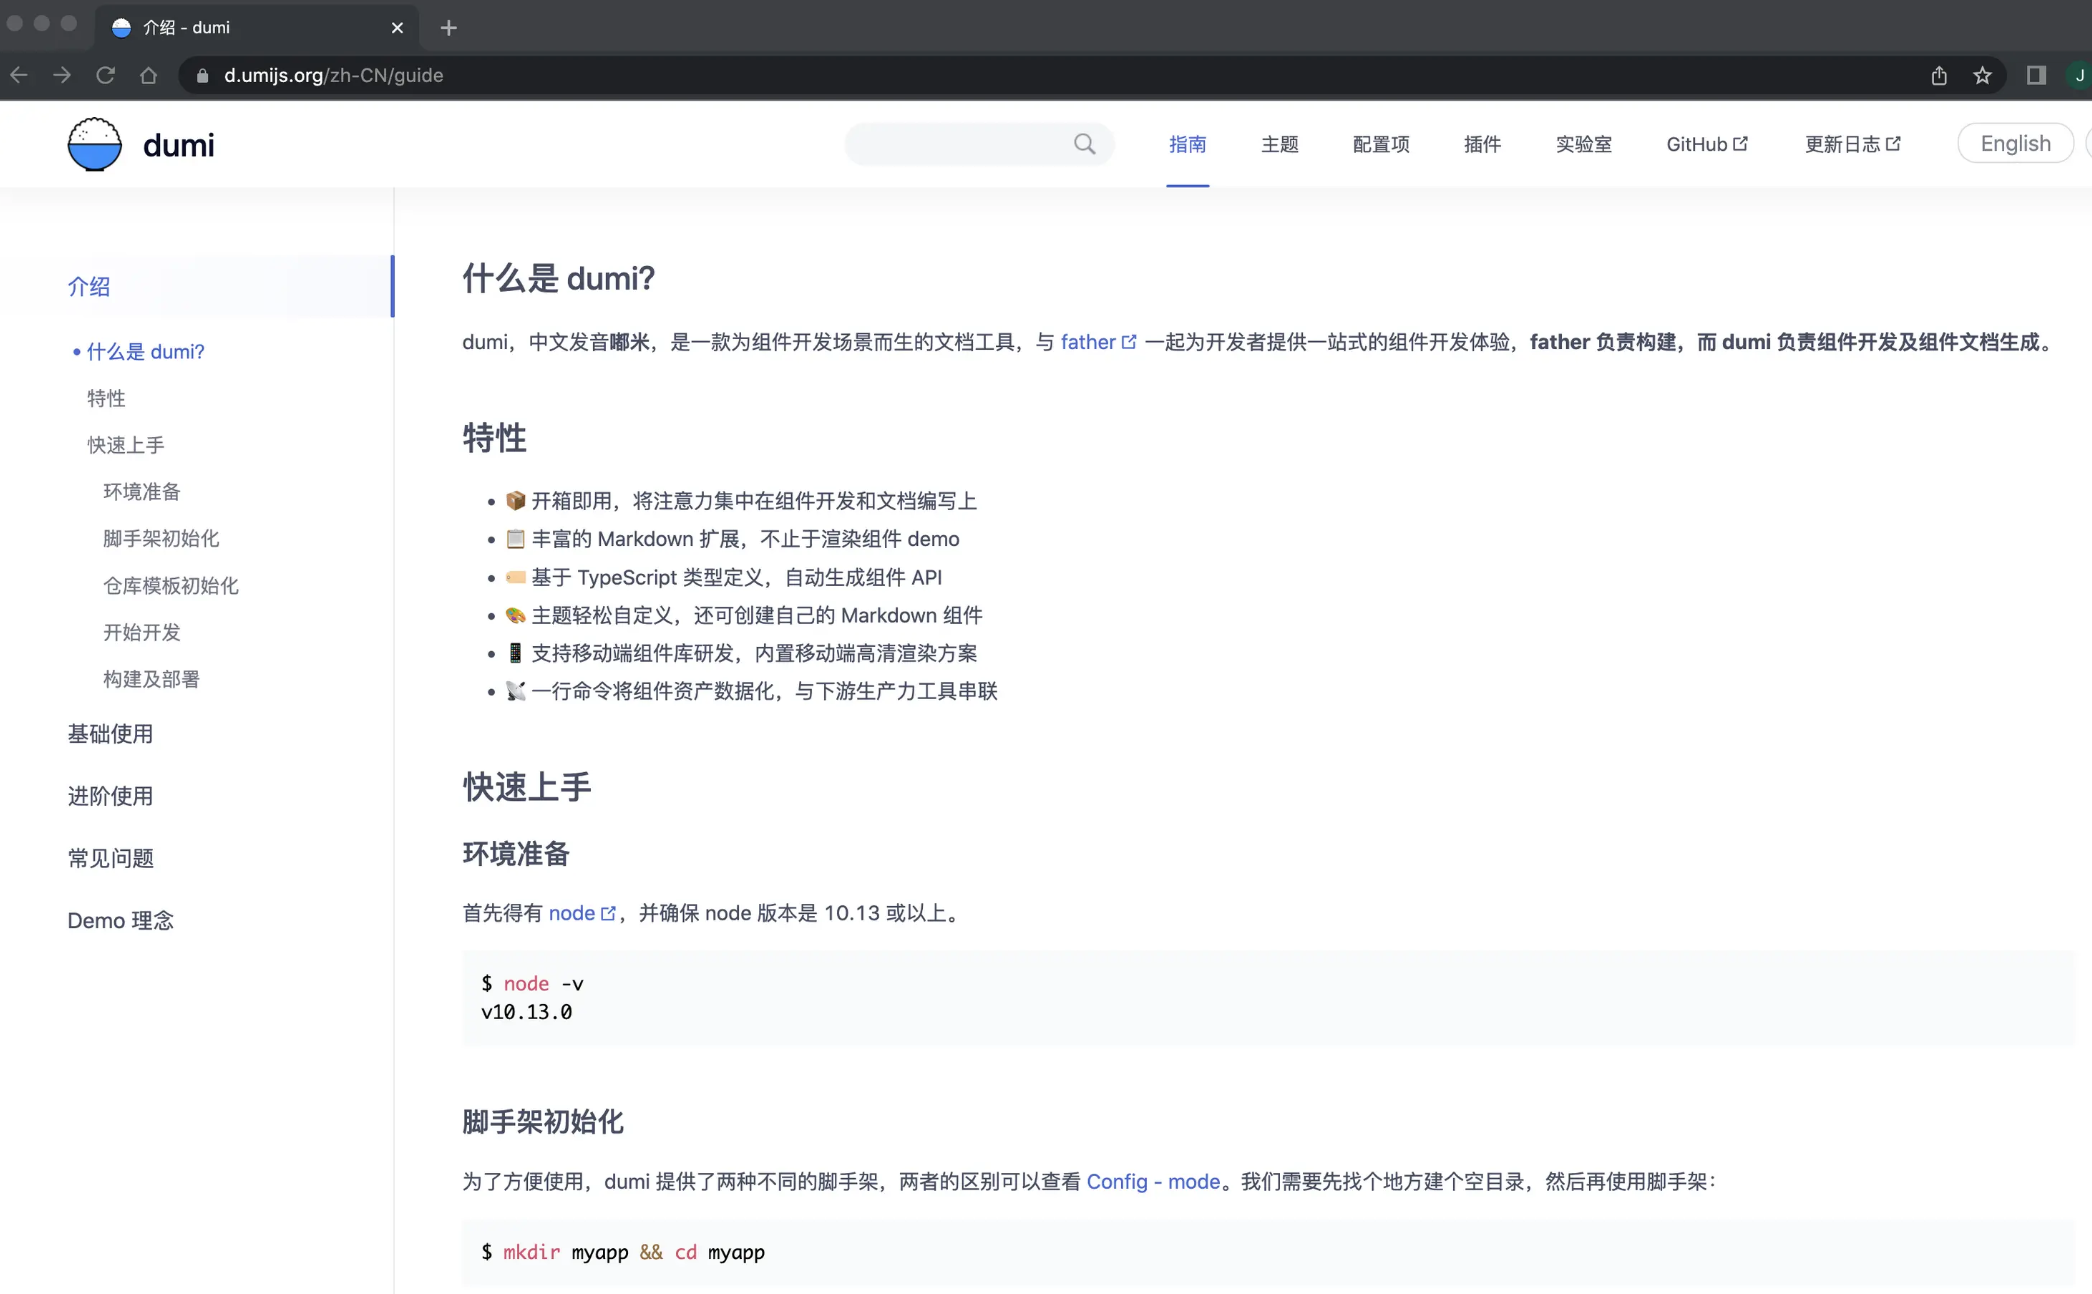 介绍 - dumi
d.umijs.org/zh-CN/guide
J
dumi
指南
主题
配置项
插件
实验室
GitHub
更新日志
English
介绍
什么是 dumi?
特性
快速上手
环境准备
脚手架初始化
仓库模板初始化
开始开发
构建及部署
基础使用
进阶使用
常见问题
Demo 理念
什么是 dumi?
dumi，中文发音嘟米，是一款为组件开发场景而生的文档工具，与 father 一起为开发者提供一站式的组件开发体验，father 负责构建，而 dumi 负责组件开发及组件文档生成。
特性
• 📦 开箱即用，将注意力集中在组件开发和文档编写上
• 📋 丰富的 Markdown 扩展，不止于渲染组件 demo
• 🏷️ 基于 TypeScript 类型定义，自动生成组件 API
• 🎨 主题轻松自定义，还可创建自己的 Markdown 组件
• 📱 支持移动端组件库研发，内置移动端高清渲染方案
• 📡 一行命令将组件资产数据化，与下游生产力工具串联
快速上手
环境准备
首先得有 node，并确保 node 版本是 10.13 或以上。
$ node -v
v10.13.0
脚手架初始化
为了方便使用，dumi 提供了两种不同的脚手架，两者的区别可以查看 Config - mode。我们需要先找个地方建个空目录，然后再使用脚手架：
$ mkdir myapp && cd myapp